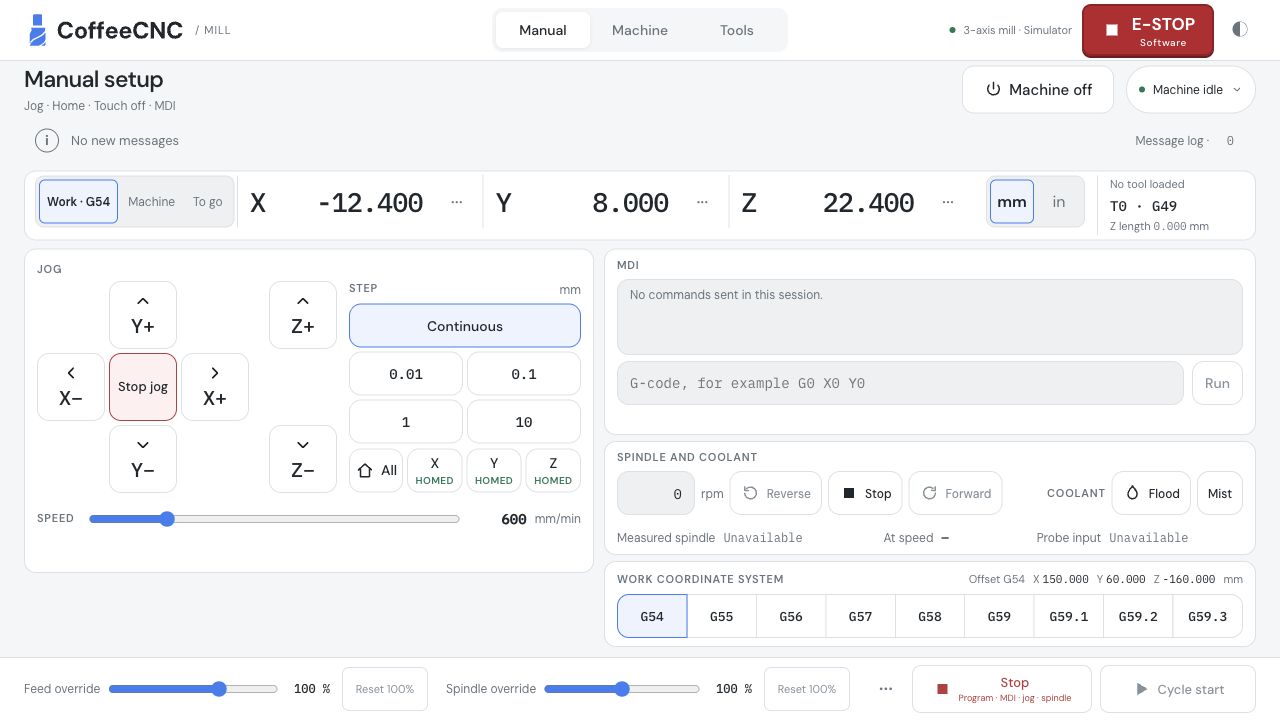 CoffeeCNC / MILL
Manual Machine Tools
3-axis mill · Simulator
E-STOP
Software
Manual setup
Jog · Home · Touch off · MDI
Machine off
Machine idle
i No new messages
Message log · 0
Work · G54 Machine To go
X -12.400 ···
Y 8.000 ···
Z 22.400 ···
mm in
No tool loaded
T0 · G49
Z length 0.000 mm
JOG
Y+
Z+
X−
Stop jog
X+
Y−
Z−
STEP mm
Continuous
0.01 0.1
1 10
All
X HOMED
Y HOMED
Z HOMED
SPEED 600 mm/min
MDI
No commands sent in this session.
G-code, for example G0 X0 Y0
Run
SPINDLE AND COOLANT
0 rpm Reverse Stop Forward
COOLANT Flood Mist
Measured spindle Unavailable
At speed –
Probe input Unavailable
WORK COORDINATE SYSTEM
Offset G54 X 150.000 Y 60.000 Z -160.000 mm
G54 G55 G56 G57 G58 G59 G59.1 G59.2 G59.3
Feed override 100 % Reset 100%
Spindle override 100 % Reset 100%
···
Stop
Program · MDI · jog · spindle
Cycle start